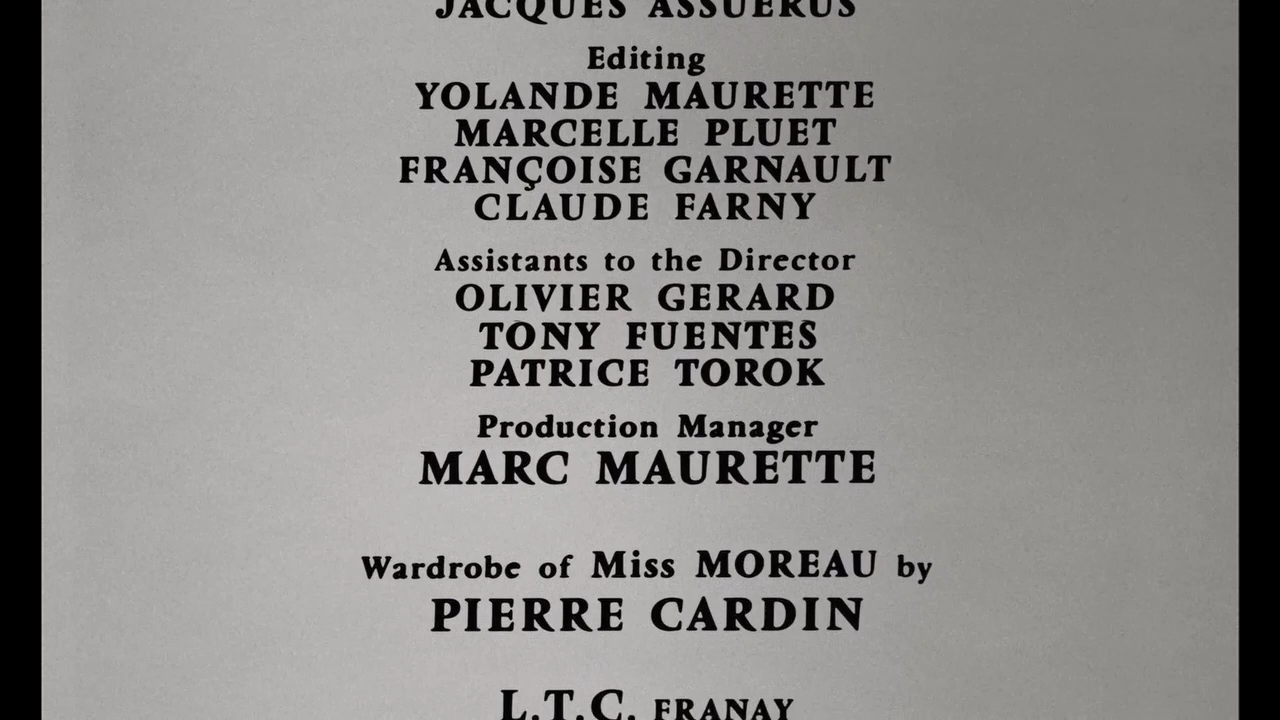 JACQUES ASSUERUS
Editing
YOLANDE MAURETTE
MARCELLE PLUET
FRANÇOISE GARNAULT
CLAUDE FARNY
Assistants to the Director
OLIVIER GERARD
TONY FUENTES
PATRICE TOROK
Production Manager
MARC MAURETTE
Wardrobe of Miss MOREAU by
PIERRE CARDIN
L.T.C. FRANAY